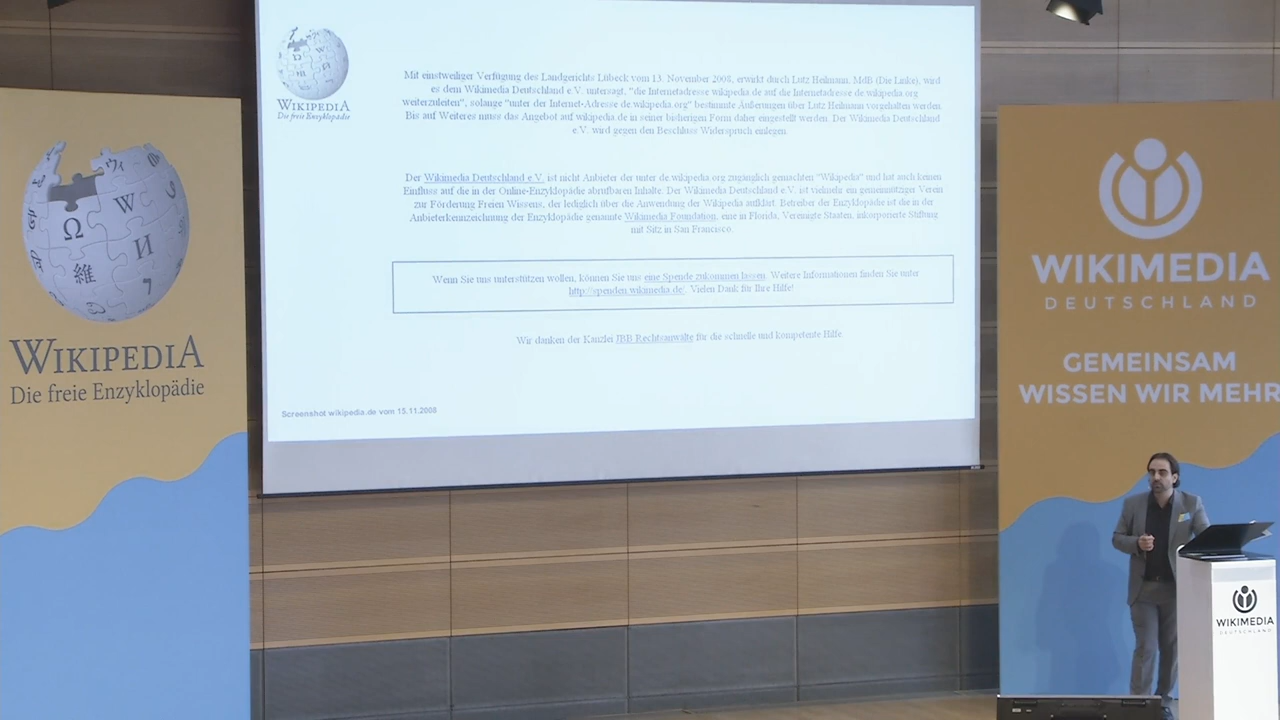 WIKIPEDIA
Die freie Enzyklopädie
Mit einstweiliger Verfügung des Landgerichts Lübeck vom 13. November 2008, erwirkt durch Lutz Heilmann, MdB (Die Linke), wird
es dem Wikimedia Deutschland e.V. untersagt, "die Internetadresse wikipedia.de auf die Internetadresse de.wikipedia.org
weiterzuleiten", solange "unter der Internet-Adresse de.wikipedia.org" bestimmte Äußerungen über Lutz Heilmann vorgehalten werden.
Bis auf Weiteres muss das Angebot auf wikipedia.de in seiner bisherigen Form daher eingestellt werden. Der Wikimedia Deutschland
e.V. wird gegen den Beschluss Widerspruch einlegen.
Der Wikimedia Deutschland e.V. ist nicht Anbieter der unter de.wikipedia.org zugänglich gemachten "Wikipedia" und hat auch keinen
Einfluss auf die in der Online-Enzyklopädie abrufbaren Inhalte. Der Wikimedia Deutschland e.V. ist vielmehr ein gemeinnütziger Verein
zur Förderung Freien Wissens, der lediglich über die Anwendung der Wikipedia aufklärt. Betreiber der Enzyklopädie ist die in der
Anbieterkennzeichnung der Enzyklopädie genannte Wikimedia Foundation, eine in Florida, Vereinigte Staaten, inkorporierte Stiftung
mit Sitz in San Francisco.
Wenn Sie uns unterstützen wollen, können Sie uns eine Spende zukommen lassen. Weitere Informationen finden Sie unter
http://spenden.wikimedia.de/. Vielen Dank für Ihre Hilfe!
Wir danken der Kanzlei JBB Rechtsanwälte für die schnelle und kompetente Hilfe
Screenshot wikipedia.de vom 15.11.2008
Ω W И 維
WIKIPEDIA
Die freie Enzyklopädie
WIKIMEDIA
DEUTSCHLAND
GEMEINSAM
WISSEN WIR MEHR
WIKIMEDIA
DEUTSCHLAND